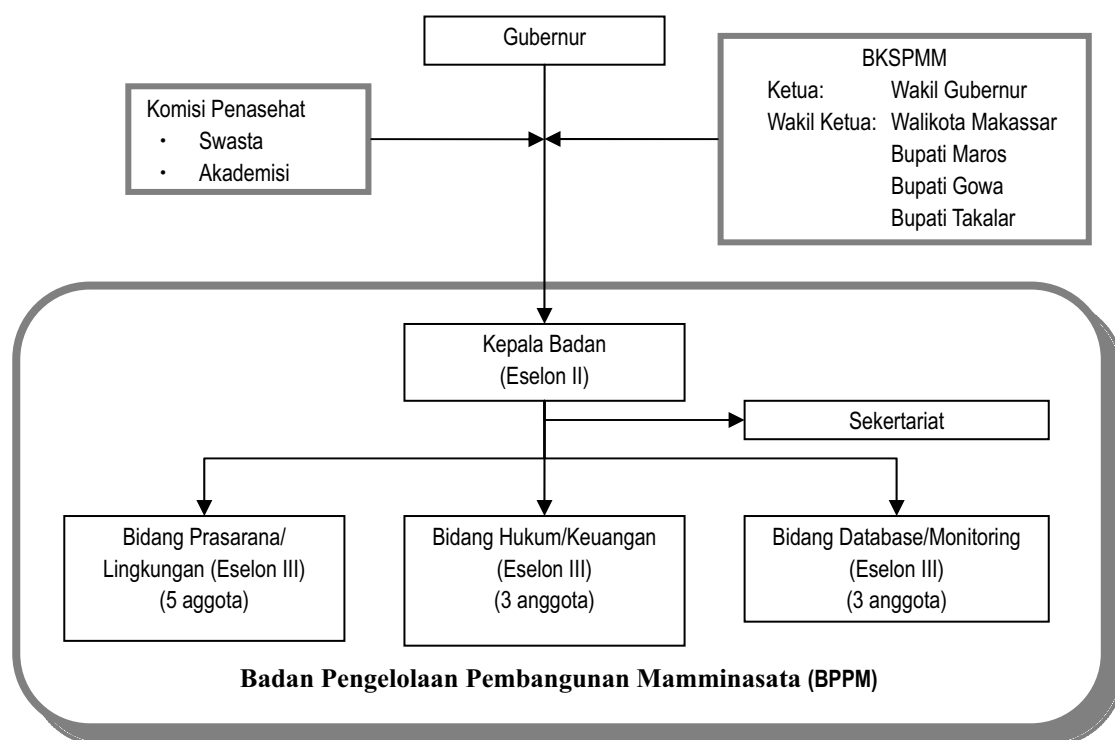 Gubernur
BKSPMM
Ketua: Wakil Gubernur
Wakil Ketua: Walikota Makassar
Bupati Maros
Bupati Gowa
Bupati Takalar
Komisi Penasehat
・ Swasta
・ Akademisi
Kepala Badan
(Eselon II)
Sekertariat
Bidang Prasarana/
Lingkungan (Eselon III)
(5 aggota)
Bidang Hukum/Keuangan
(Eselon III)
(3 anggota)
Bidang Database/Monitoring
(Eselon III)
(3 anggota)
Badan Pengelolaan Pembangunan Mamminasata (BPPM)